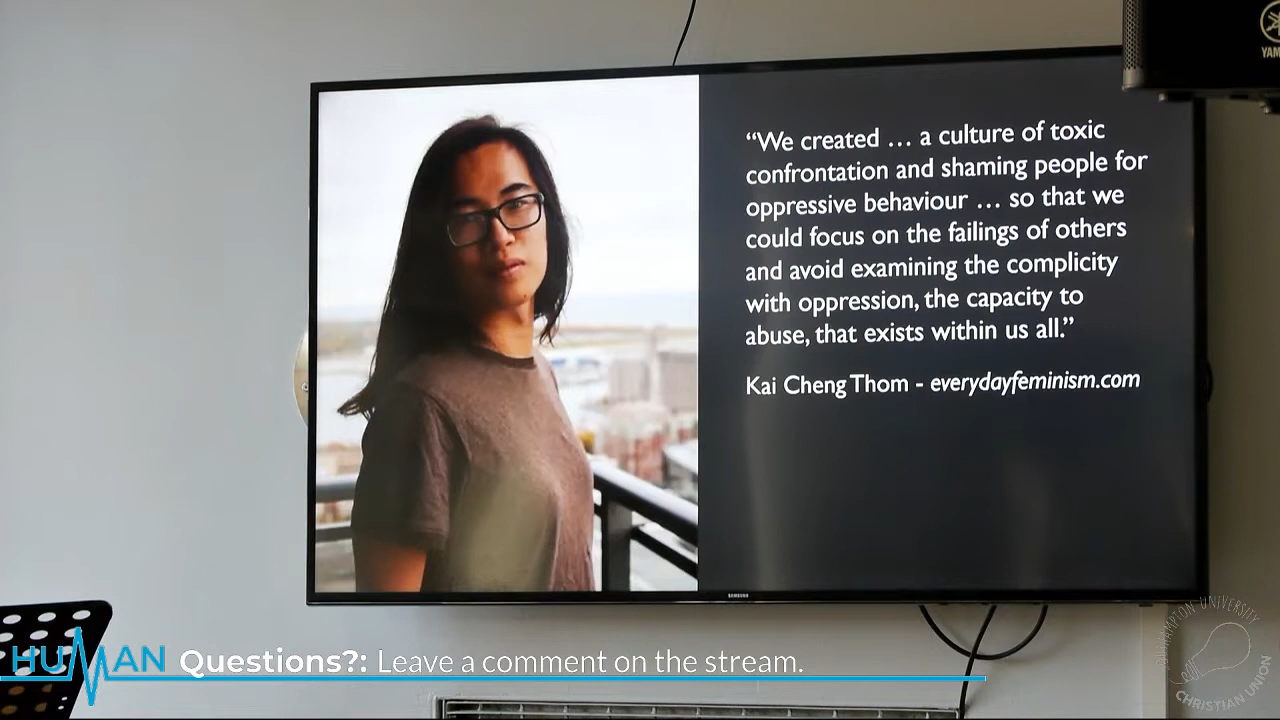 “We created … a culture of toxic
confrontation and shaming people for
oppressive behaviour … so that we
could focus on the failings of others
and avoid examining the complicity
with oppression, the capacity to
abuse, that exists within us all.”
Kai Cheng Thom - everydayfeminism.com
SAMSUNG
HUMAN Questions?: Leave a comment on the stream.
UNIVERSITY
CHRISTIAN UNION